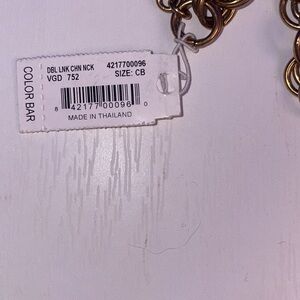 COLOR BAR
DBL LNK CHN NCK 4217700096
VGD 752 SIZE: CB
8 42177 00096 0
MADE IN THAILAND